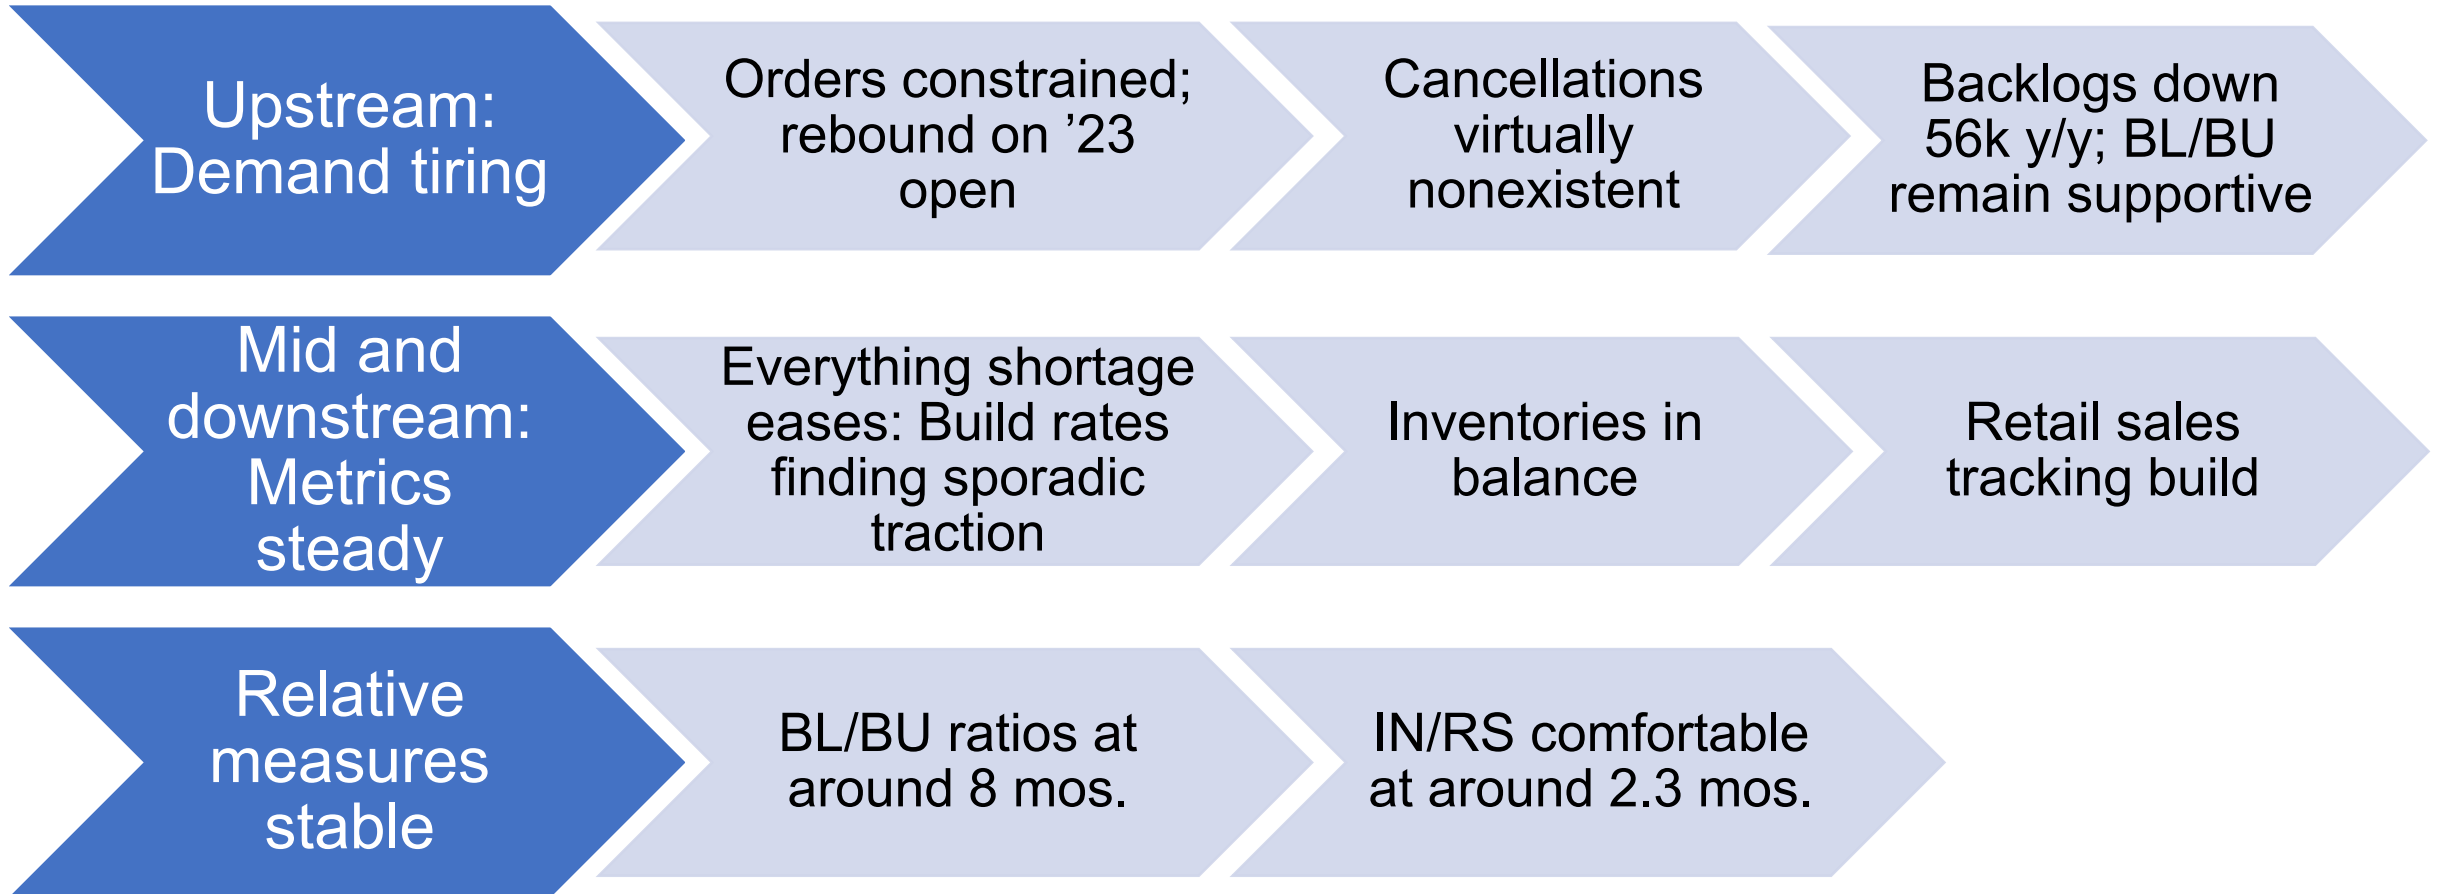 Upstream:
Demand tiring
Orders constrained;
rebound on ’23
open
Cancellations
virtually
nonexistent
Backlogs down
56k y/y; BL/BU
remain supportive
Mid and
downstream:
Metrics
steady
Everything shortage
eases: Build rates
finding sporadic
traction
Inventories in
balance
Retail sales
tracking build
Relative
measures
stable
BL/BU ratios at
around 8 mos.
IN/RS comfortable
at around 2.3 mos.